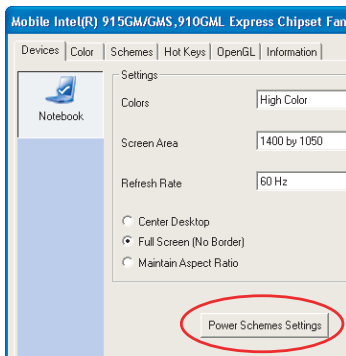 Mobile Intel(R) 915GM/GMS,910GML Express Chipset Fam
Devices Color Schemes Hot Keys OpenGL Information
Settings
Notebook
Colors High Color
Screen Area 1400 by 1050
Refresh Rate 60 Hz
Center Desktop
Full Screen (No Border)
Maintain Aspect Ratio
Power Schemes Settings